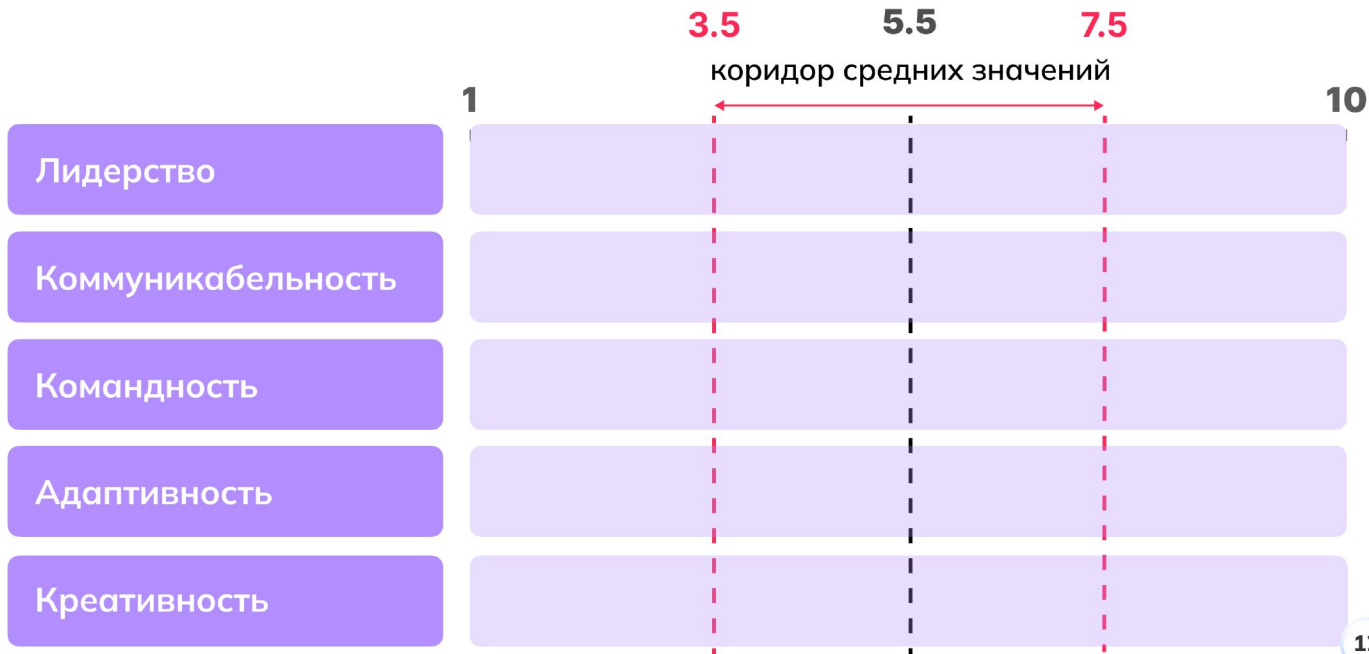 3.5 5.5 7.5
коридор средних значений
1 10
Лидерство
Коммуникабельность
Командность
Адаптивность
Креативность